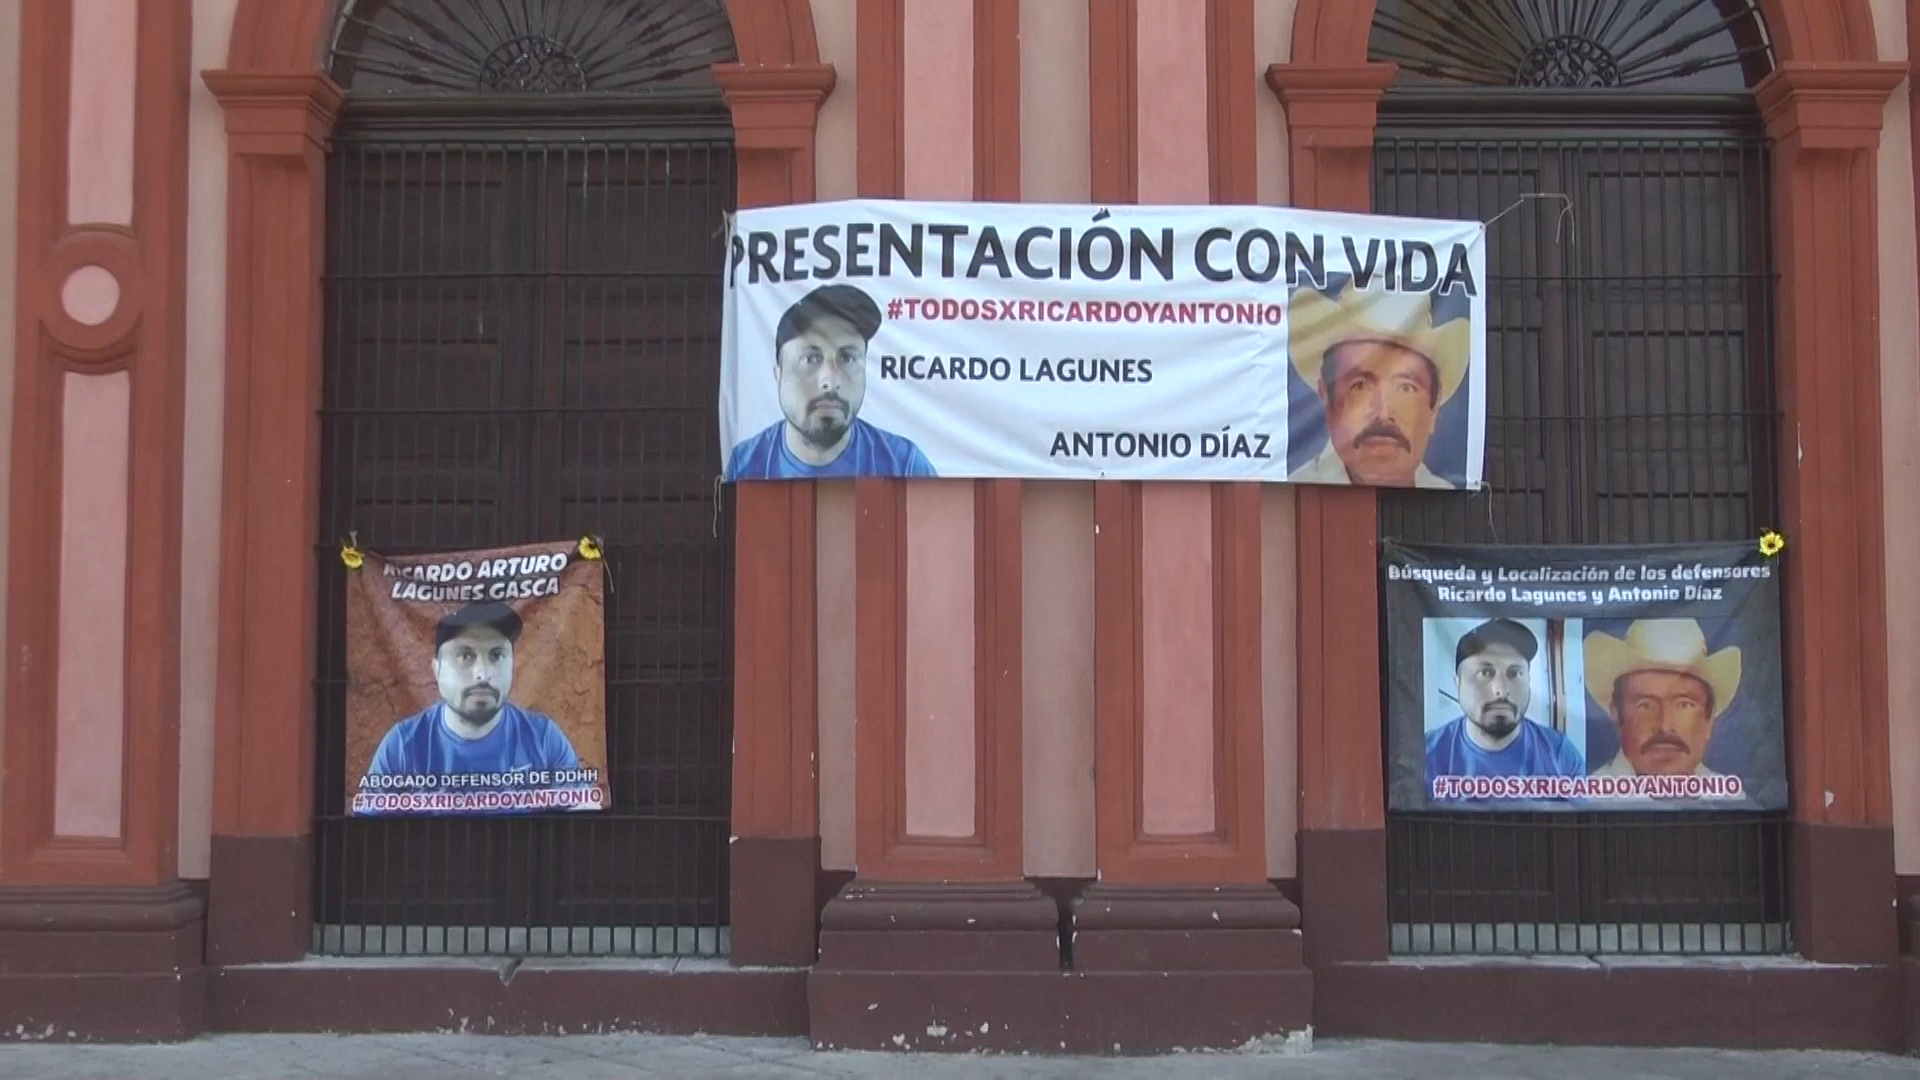 PRESENTACIÓN CON VIDA
#TODOSXRICARDOYANTONIO
RICARDO LAGUNES
ANTONIO DÍAZ
RICARDO ARTURO
LAGUNES GASCA
ABOGADO DEFENSOR DE DDHH
#TODOSXRICARDOYANTONIO
Búsqueda y Localización de los defensores
Ricardo Lagunes y Antonio Díaz
#TODOSXRICARDOYANTONIO